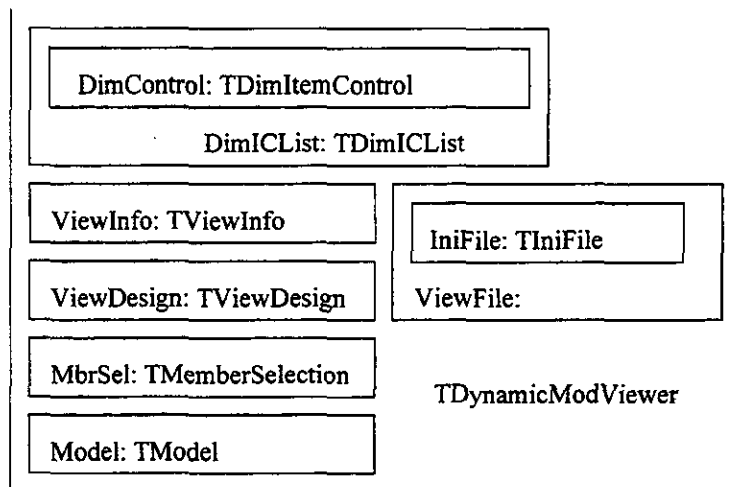 DimControl: TDimItemControl
DimICList: TDimICList
ViewInfo: TViewInfo
IniFile: TIniFile
ViewDesign: TViewDesign
ViewFile:
MbrSel: TMemberSelection
TDynamicModViewer
Model: TModel